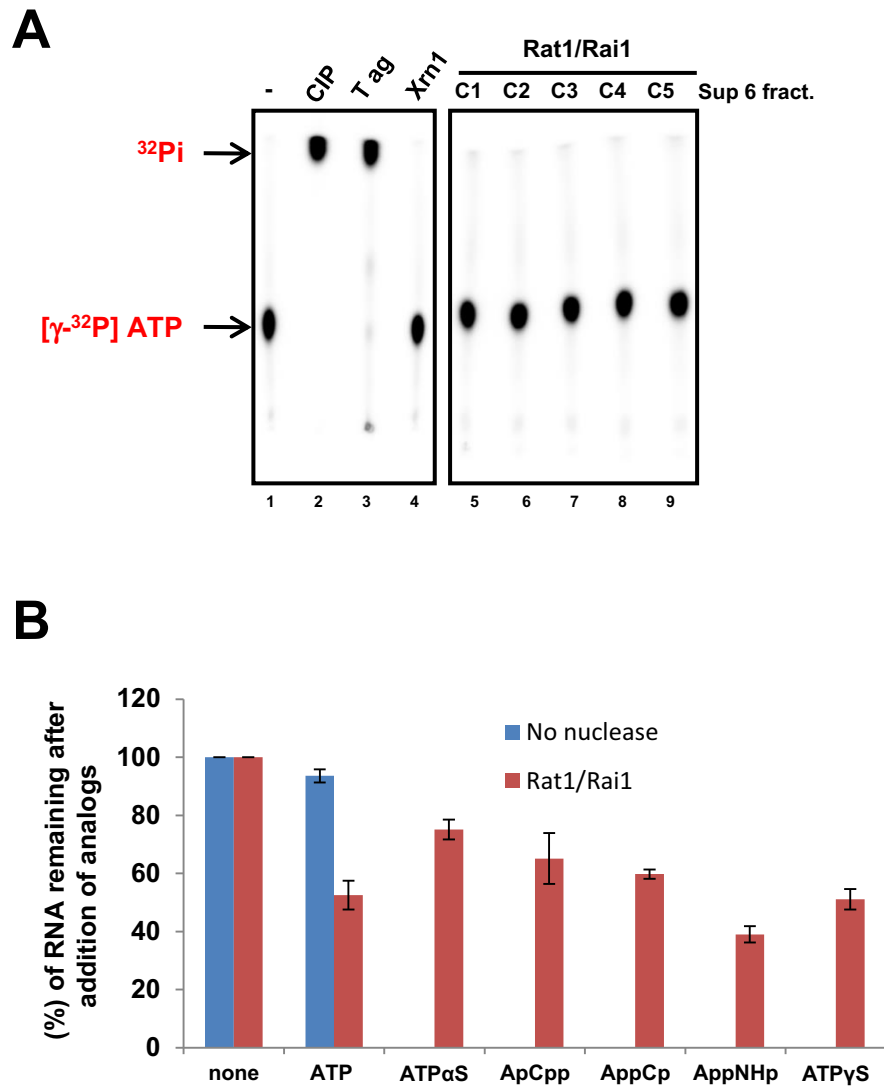 A
Rat1/Rai1
- CIP T ag Xrn1 C1 C2 C3 C4 C5 Sup 6 fract.
³²Pi
[γ-³²P] ATP
1 2 3 4 5 6 7 8 9
B
(%) of RNA remaining after
addition of analogs
120
100
80
60
40
20
0
No nuclease
Rat1/Rai1
none ATP ATPαS ApCpp AppCp AppNHp ATPγS